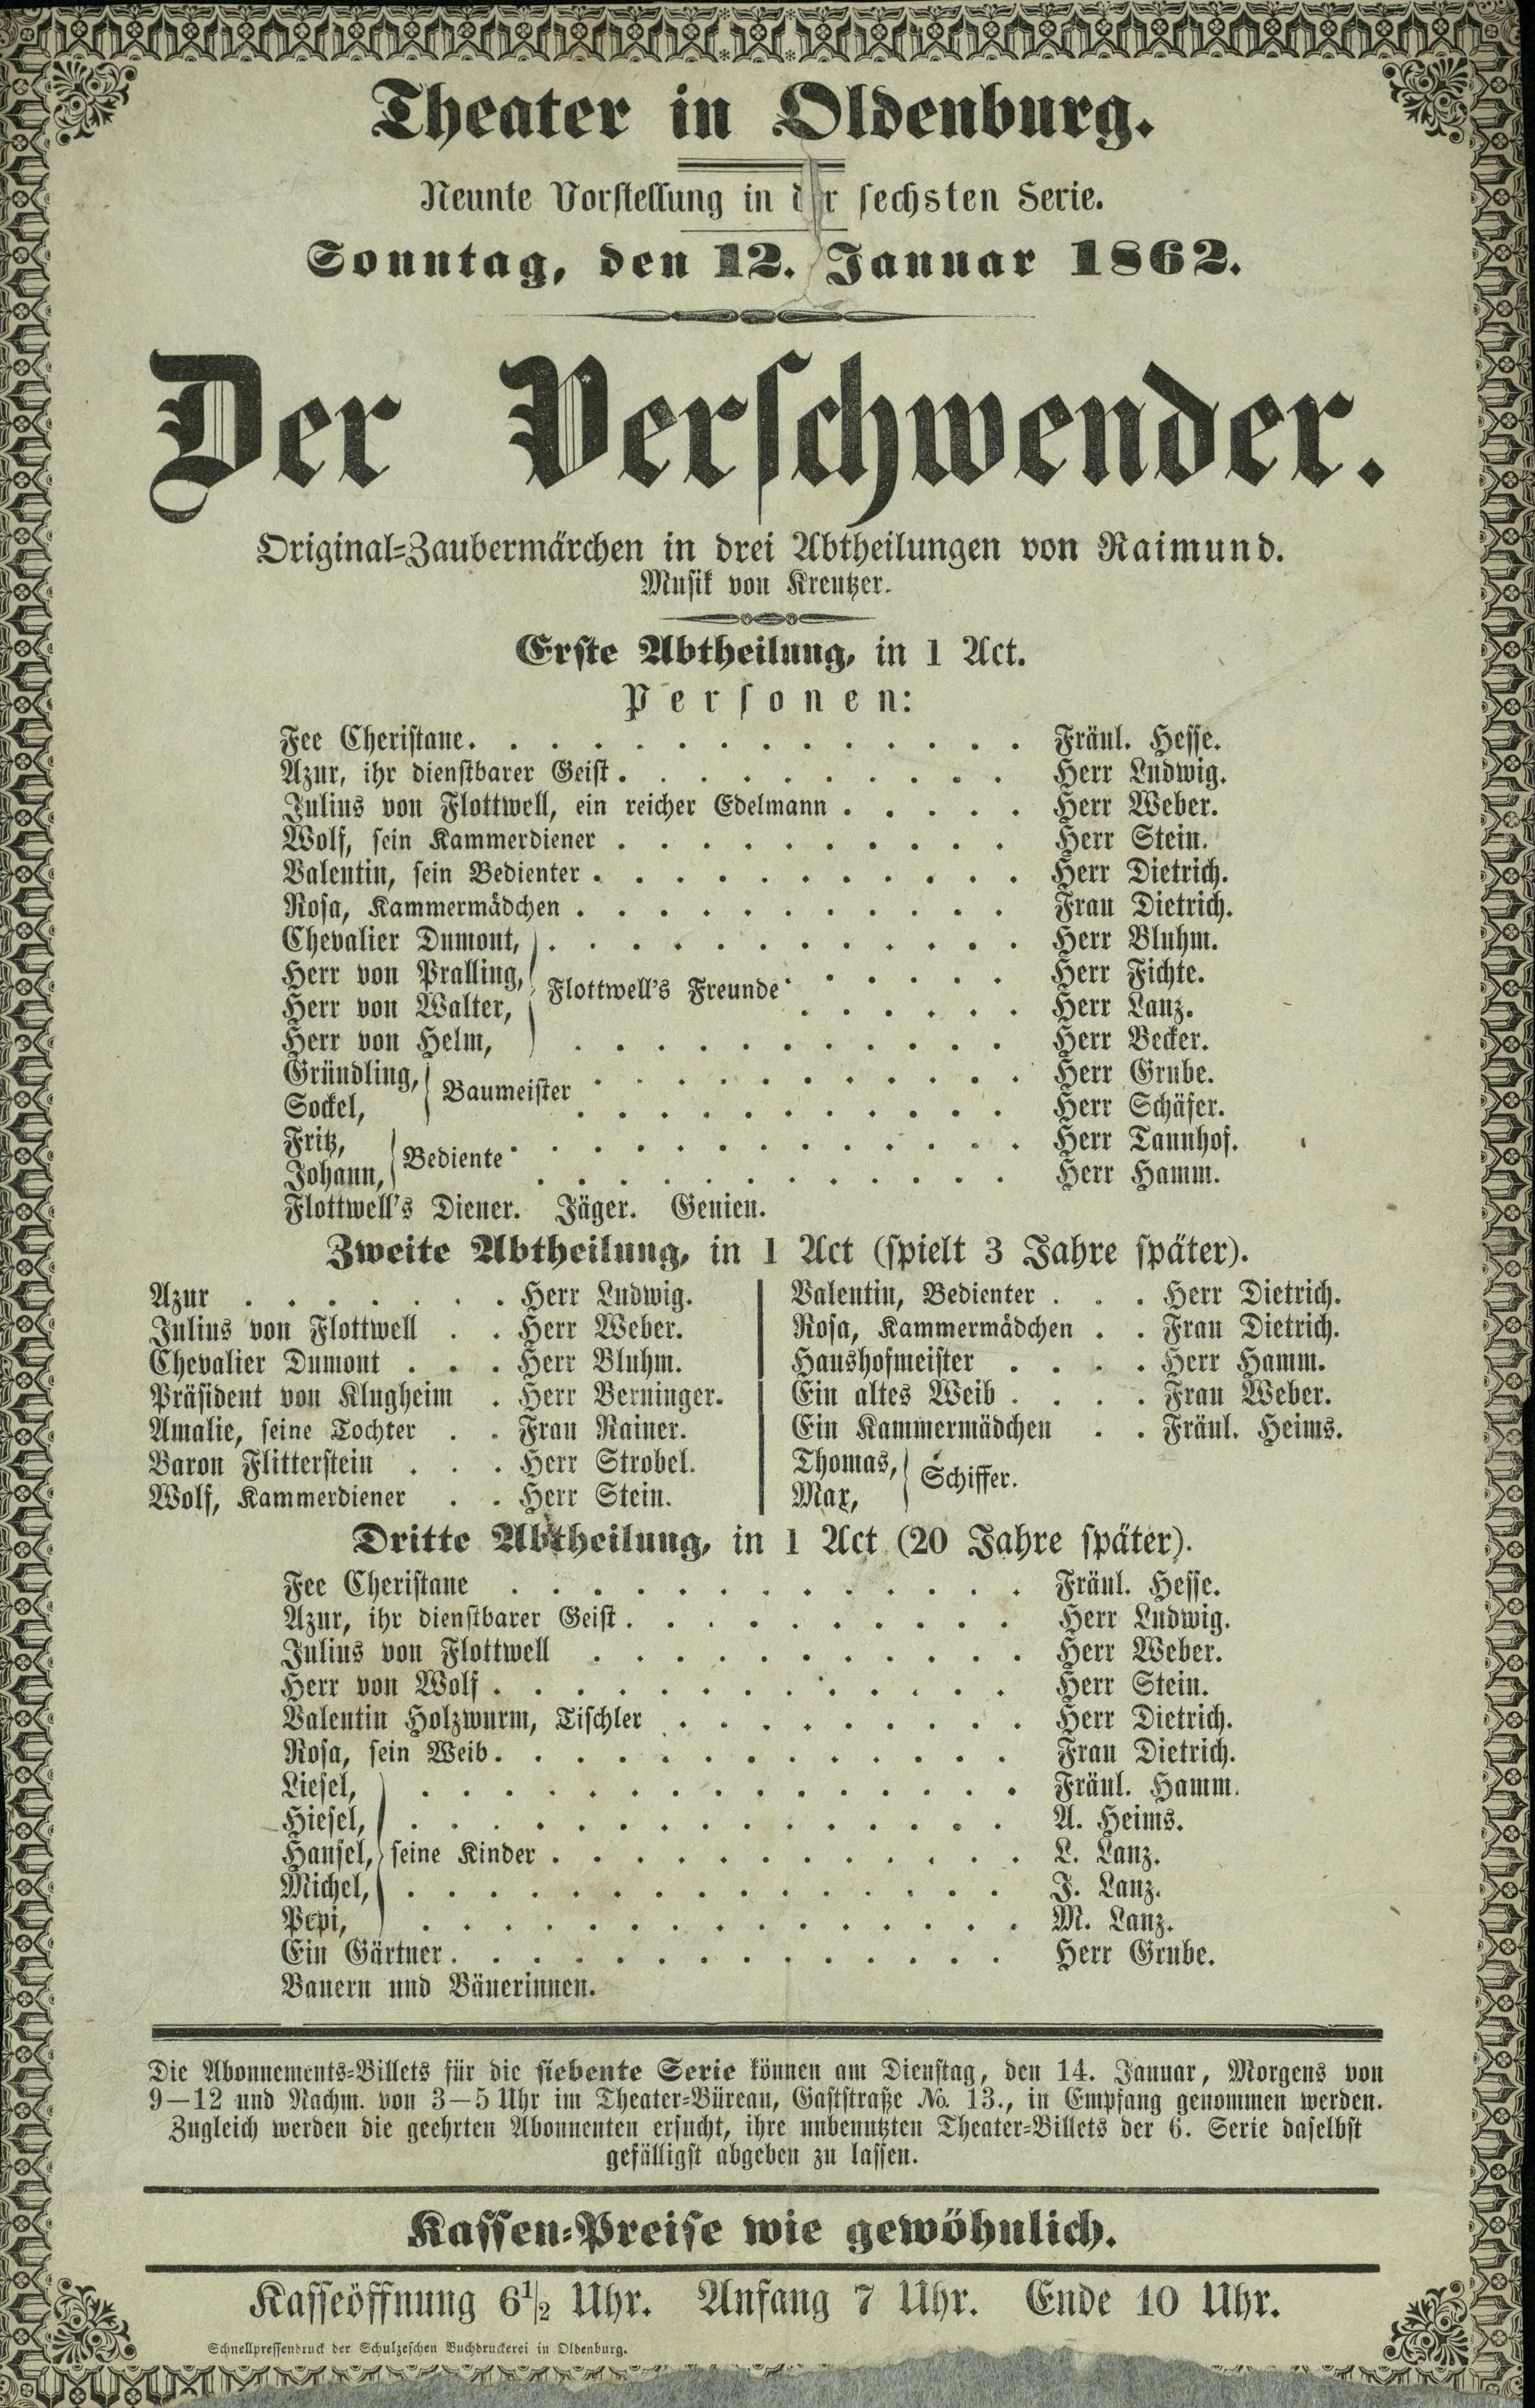 Theater in Oldenburg.
Neunte Vorstellung in der sechsten Serie.
Sonntag, den 12. Januar 1862.
Der Verschwender.
Original-Zaubermärchen in drei Abtheilungen von Raimund.
Musik von Kreutzer.
Erste Abtheilung, in 1 Act.
Personen:
Fee Cheristane. . . . . . . . . . . . . . Fräul. Hesse.
Azur, ihr dienstbarer Geist . . . . . . . . . . Herr Ludwig.
Julius von Flottwell, ein reicher Edelmann . . . . . Herr Weber.
Wolf, sein Kammerdiener . . . . . . . . . . Herr Stein.
Valentin, sein Bedienter . . . . . . . . . . . Herr Dietrich.
Rosa, Kammermädchen . . . . . . . . . . . Frau Dietrich.
Chevalier Dumont, . . . . . . . . . . . . Herr Bluhm.
Herr von Pralling, . . . . . . Herr Fichte.
Flottwell's Freunde
Herr von Walter, . . . . . . Herr Lanz.
Herr von Helm, . . . . . . . . . . . Herr Becker.
Gründling, . . . . . . . . . . . Herr Grube.
Baumeister
Sockel, . . . . . . . . . . . Herr Schäfer.
Fritz, . . . . . . . . . . . . . Herr Tannhof.
Bediente
Johann, . . . . . . . . . . . . Herr Hamm.
Flottwell's Diener. Jäger. Genien.
Zweite Abtheilung, in 1 Act (spielt 3 Jahre später).
Azur . . . . . . . Herr Ludwig.
Julius von Flottwell . . Herr Weber.
Chevalier Dumont . . . Herr Bluhm.
Präsident von Klugheim . Herr Berninger.
Amalie, seine Tochter . . Frau Rainer.
Baron Flitterstein . . . Herr Strobel.
Wolf, Kammerdiener . . Herr Stein.
Valentin, Bedienter . . . Herr Dietrich.
Rosa, Kammermädchen . . Frau Dietrich.
Haushofmeister . . . . Herr Hamm.
Ein altes Weib . . . . Frau Weber.
Ein Kammermädchen . . Fräul. Heims.
Thomas,
Schiffer.
Max,
Dritte Abtheilung, in 1 Act (20 Jahre später).
Fee Cheristane . . . . . . . . . . . . . Fräul. Hesse.
Azur, ihr dienstbarer Geist . . . . . . . . . . Herr Ludwig.
Julius von Flottwell . . . . . . . . . . . Herr Weber.
Herr von Wolf . . . . . . . . . . . . . Herr Stein.
Valentin Holzwurm, Tischler . . . . . . . . . Herr Dietrich.
Rosa, sein Weib. . . . . . . . . . . . . Frau Dietrich.
Liesel, . . . . . . . . . . . . . . . Fräul. Hamm.
Hiesel, . . . . . . . . . . . . . . . A. Heims.
Hansel, seine Kinder . . . . . . . . . . . . L. Lanz.
Michel, . . . . . . . . . . . . . . . J. Lanz.
Pepi, . . . . . . . . . . . . . . . M. Lanz.
Ein Gärtner. . . . . . . . . . . . . . Herr Grube.
Bauern und Bäuerinnen.
Die Abonnements-Billets für die siebente Serie können am Dienstag, den 14. Januar, Morgens von
9—12 und Nachm. von 3—5 Uhr im Theater-Büreau, Gaststraße No. 13., in Empfang genommen werden.
Zugleich werden die geehrten Abonnenten ersucht, ihre unbenutzten Theater-Billets der 6. Serie daselbst
gefälligst abgeben zu lassen.
Kassen-Preise wie gewöhnlich.
Kasseöffnung 6 1/2 Uhr. Anfang 7 Uhr. Ende 10 Uhr.
Schnellpressendruck der Schulzeschen Buchdruckerei in Oldenburg.